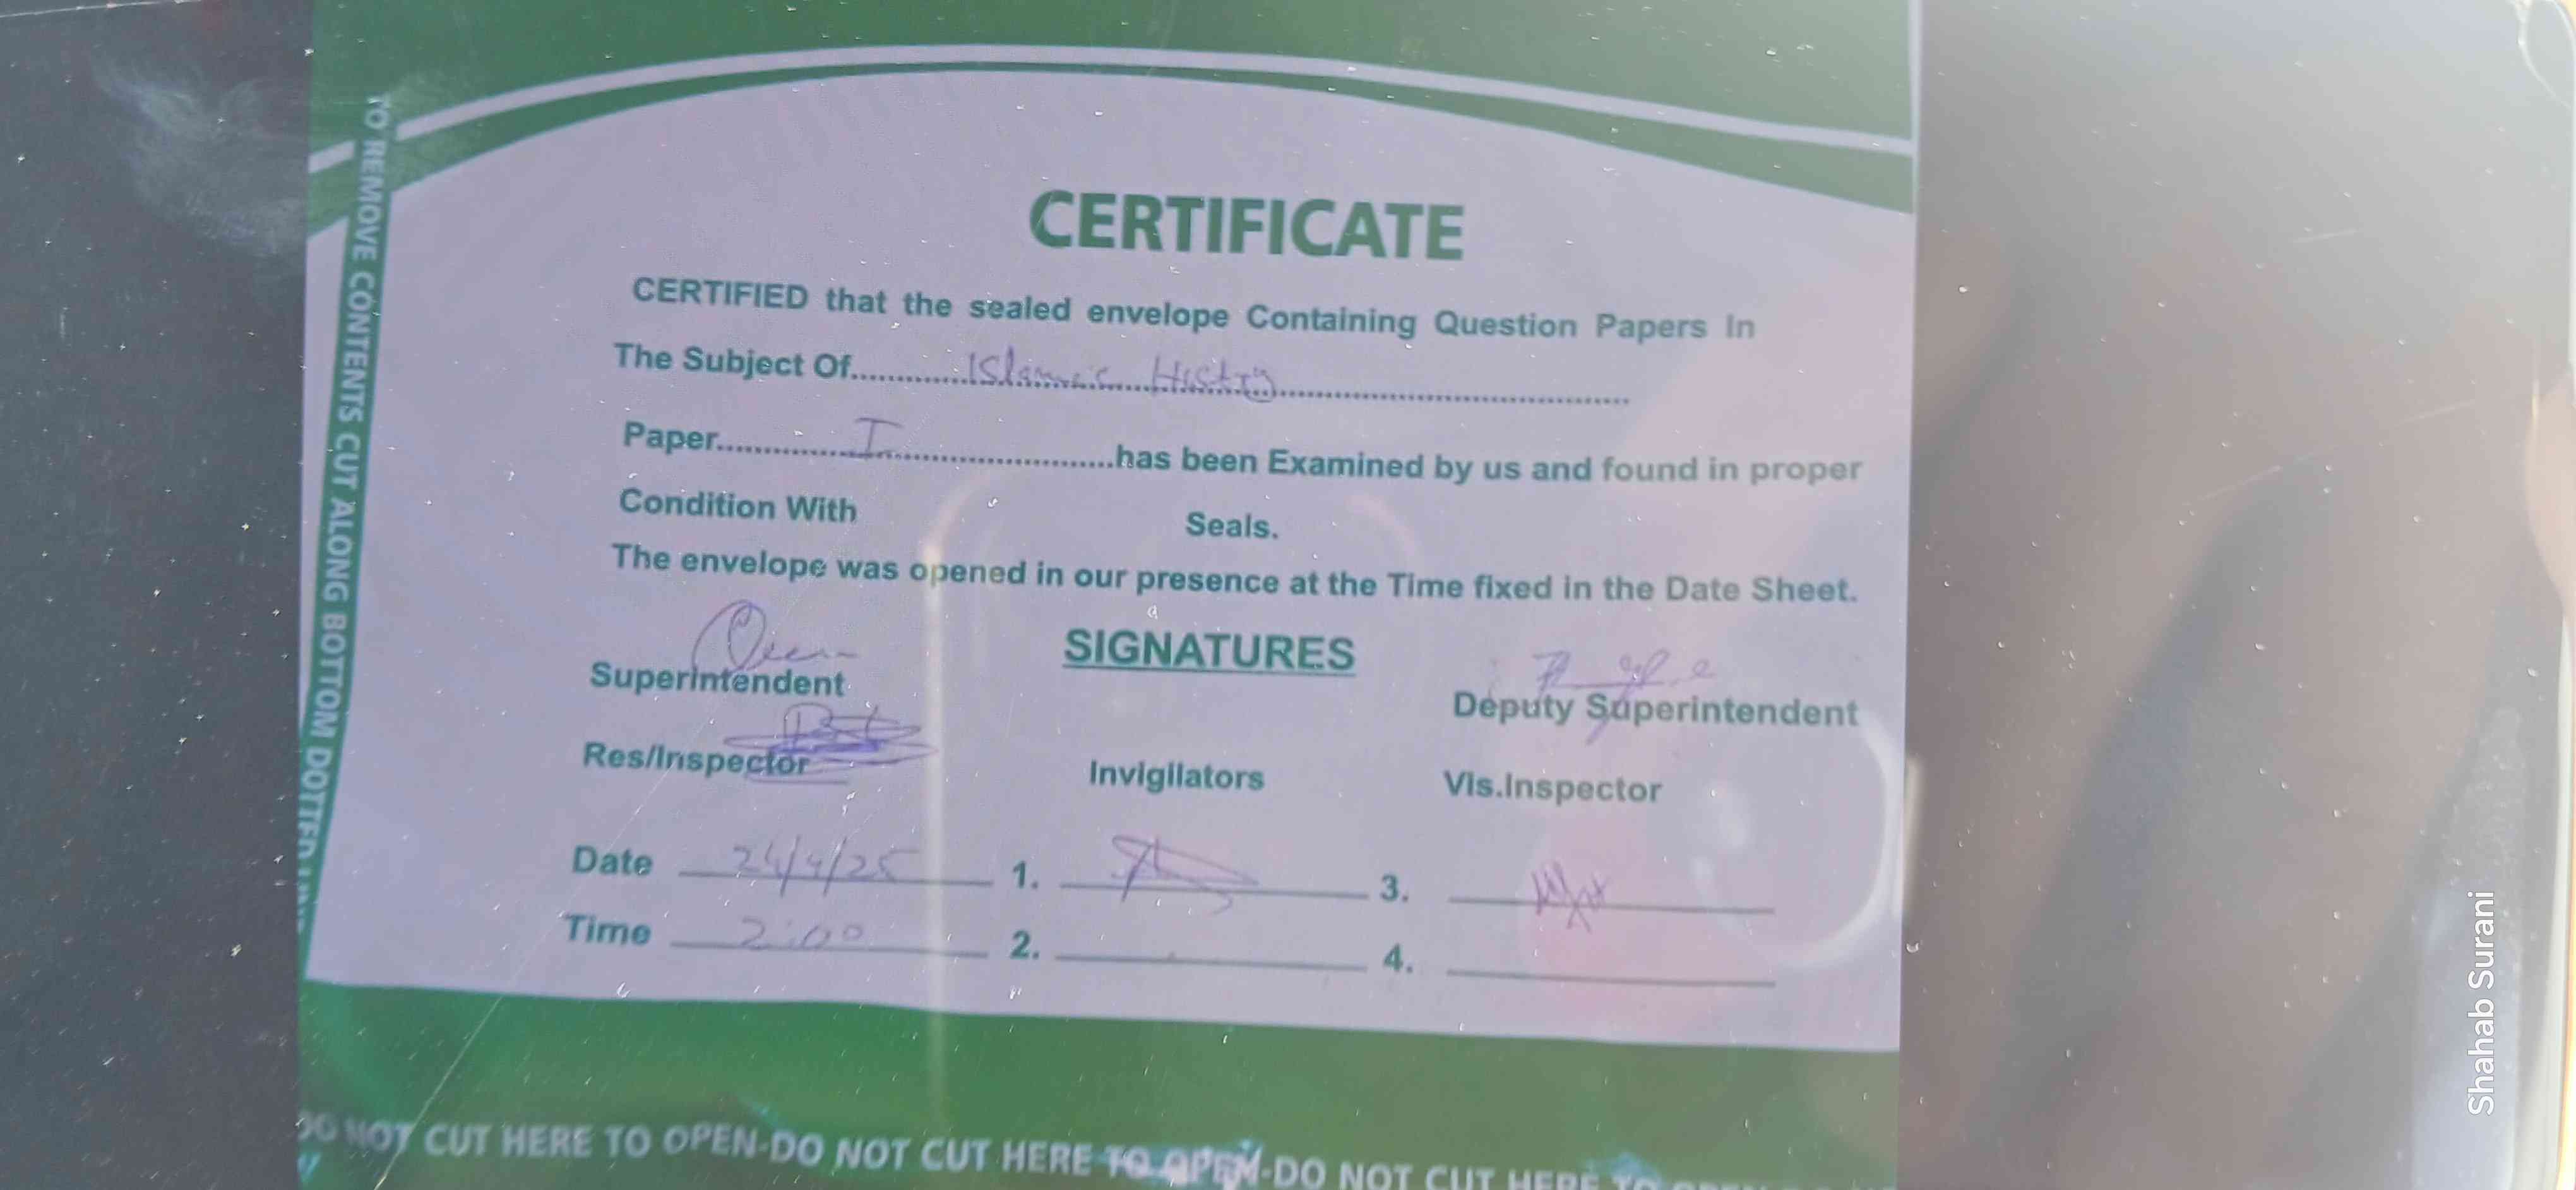 TO REMOVE CONTENTS CUT ALONG BOTTOM DOTTED
CERTIFICATE
CERTIFIED that the sealed envelope Containing Question Papers In
The Subject Of.............Islamic History...............................................
Paper...............I.........................has been Examined by us and found in proper
Condition With Seals.
The envelope was opened in our presence at the Time fixed in the Date Sheet.
SIGNATURES
Superintendent
Deputy Superintendent
Res/Inspector
Invigilators
Vis.Inspector
Date 24/4/25 1. 3.
Time 2:00 2. 4.
DO NOT CUT HERE TO OPEN-DO NOT CUT HERE TO OPEN-DO NOT CUT HERE TO
Shahab Surani